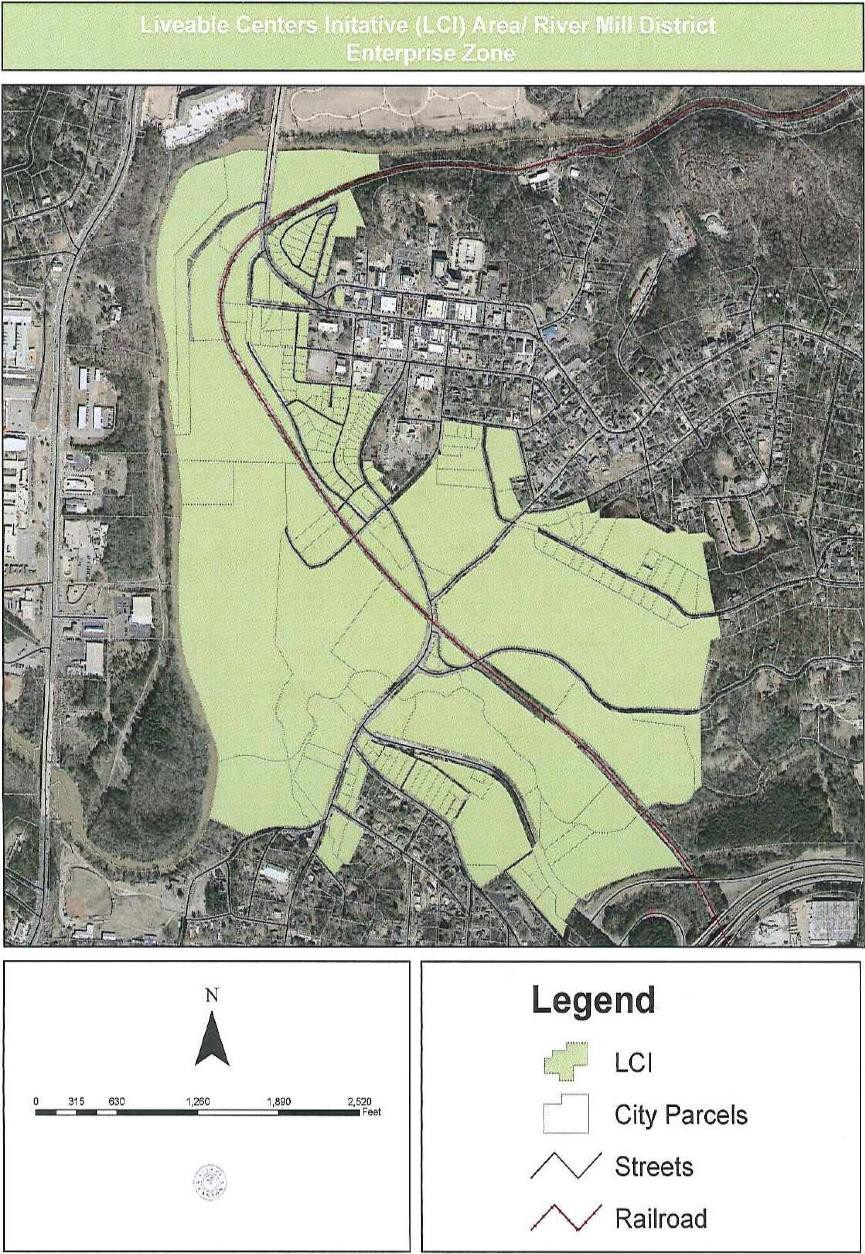 Liveable Centers Initative (LCI) Area/ River Mill District
Enterprise Zone
N
0 315 630 1,260 1,890 2,520
Feet
Legend
LCI
City Parcels
Streets
Railroad